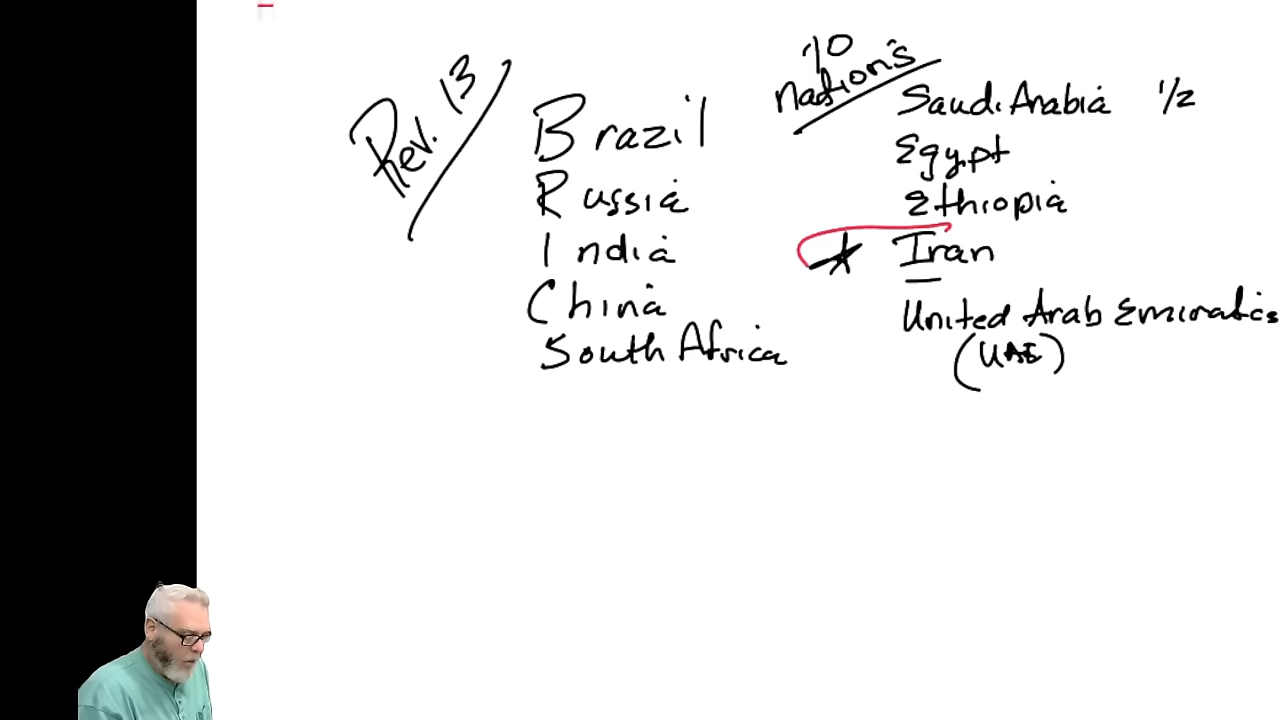 Rev. 13
Brazil
Russia
India
China
South Africa
10
nation's
Saudi Arabia 1/2
Egypt
Ethiopia
Iran
United Arab Emirates
(UAE)